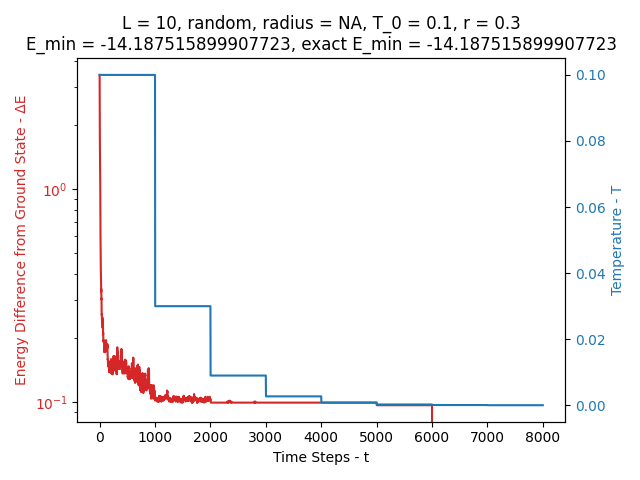 L = 10, random, radius = NA, T_0 = 0.1, r = 0.3
E_min = -14.187515899907723, exact E_min = -14.187515899907723
Energy Difference from Ground State - ΔE
10^0
10^-1
0.10
0.08
0.06
0.04
0.02
0.00
Temperature - T
0 1000 2000 3000 4000 5000 6000 7000 8000
Time Steps - t